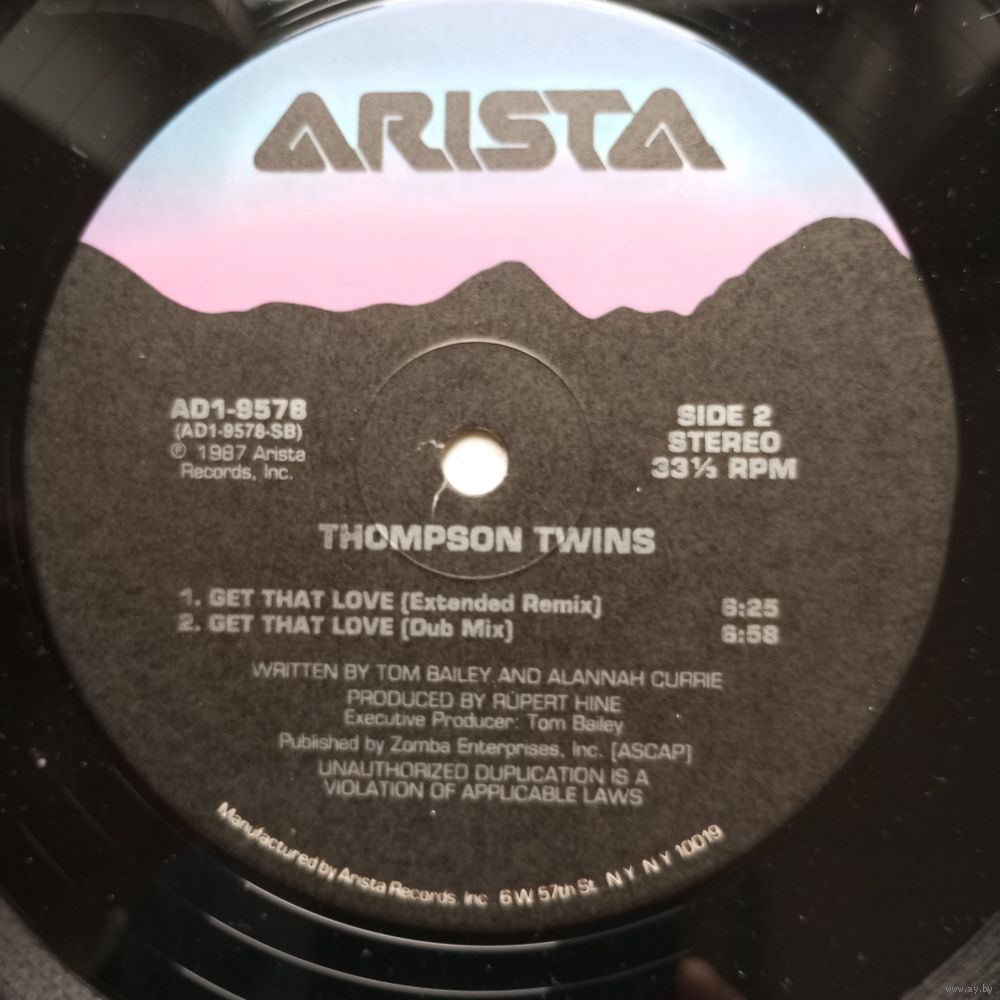 ARISTA
AD1-9578
(AD1-9578-SB)
℗ 1987 Arista
Records, Inc.
SIDE 2
STEREO
33⅓ RPM
THOMPSON TWINS
1. GET THAT LOVE [Extended Remix] 6:25
2. GET THAT LOVE [Dub Mix] 6:58
WRITTEN BY TOM BAILEY AND ALANNAH CURRIE
PRODUCED BY RUPERT HINE
Executive Producer: Tom Bailey
Published by Zomba Enterprises, Inc. [ASCAP]
UNAUTHORIZED DUPLICATION IS A
VIOLATION OF APPLICABLE LAWS
Manufactured by Arista Records, Inc 6 W. 57th St. N Y N Y 10019
www.ay.by